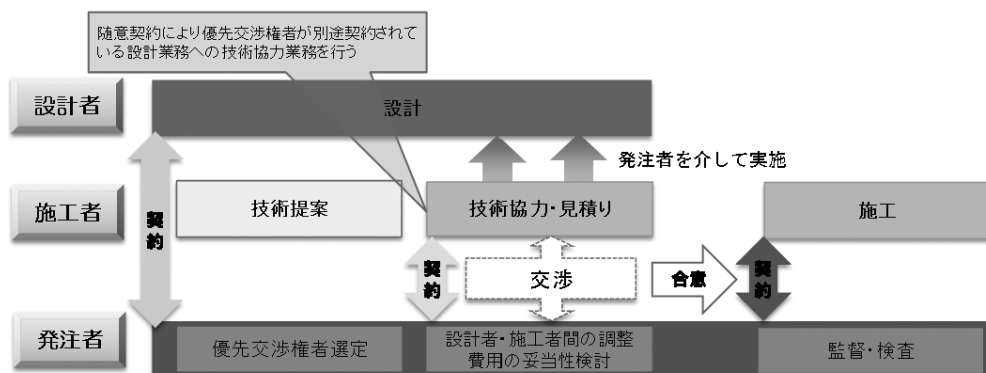 随意契約により優先交渉権者が別途契約されて
いる設計業務への技術協力業務を行う
設計者
設計
発注者を介して実施
施工者
技術提案
技術協力・見積り
施工
契約
契約
交渉
合意
契約
発注者
優先交渉権者選定
設計者・施工者間の調整
費用の妥当性検討
監督・検査